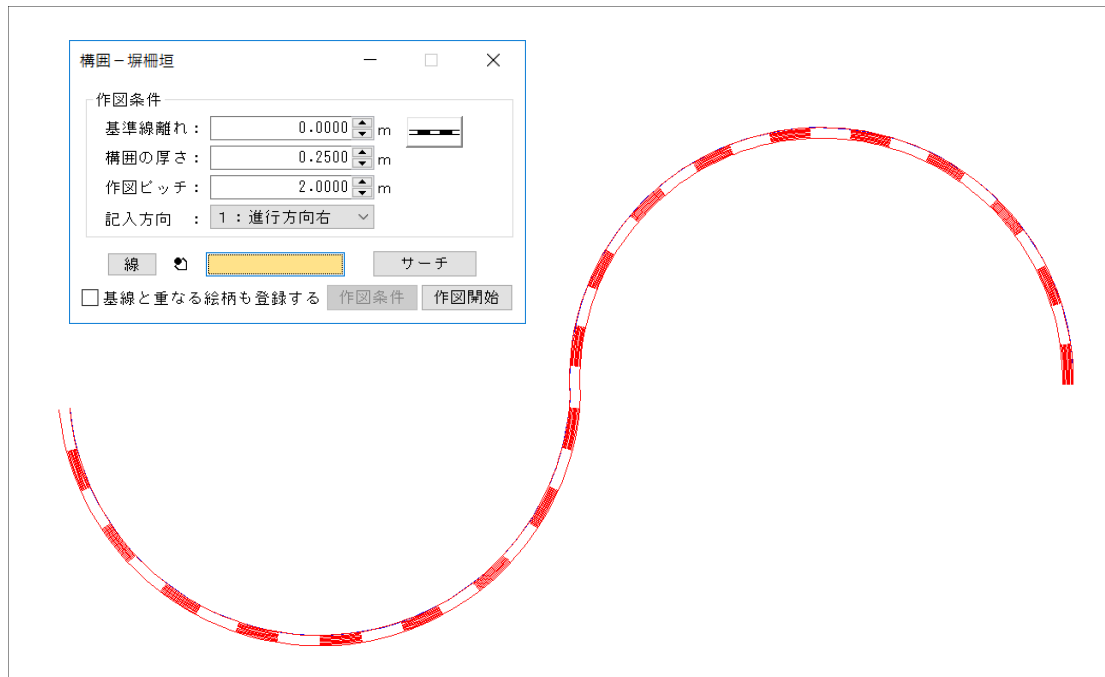 構囲－塀柵垣
作図条件
基準線離れ： 0.0000 m
構囲の厚さ： 0.2500 m
作図ピッチ： 2.0000 m
記入方向 ： 1：進行方向右
線 サーチ
基線と重なる絵柄も登録する 作図条件 作図開始